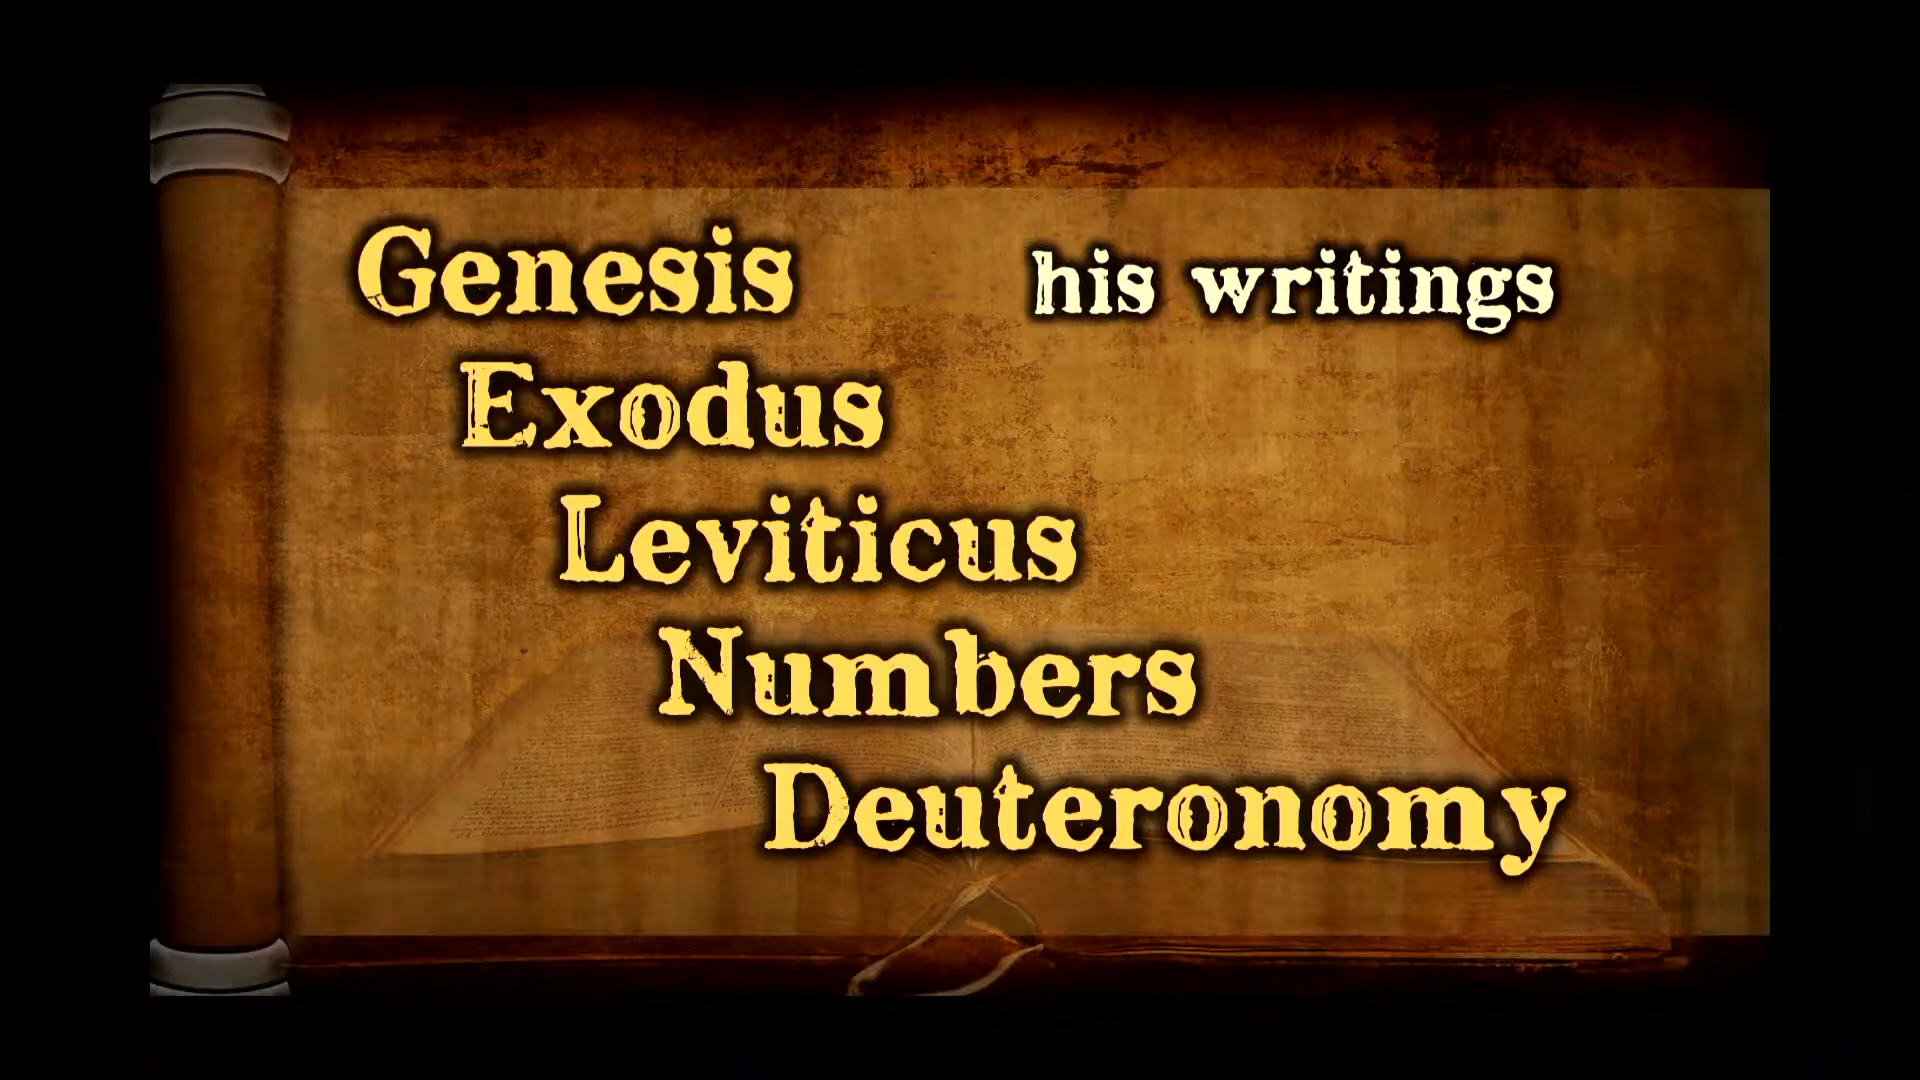 Genesis his writings
Exodus
Leviticus
Numbers
Deuteronomy